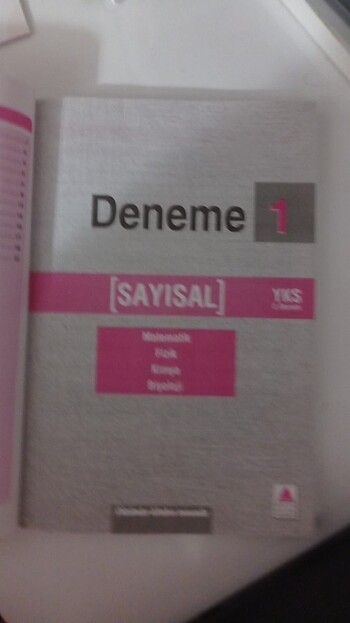 Deneme 1
[SAYISAL]
YKS
Matematik
Fizik
Kimya
Biyoloji